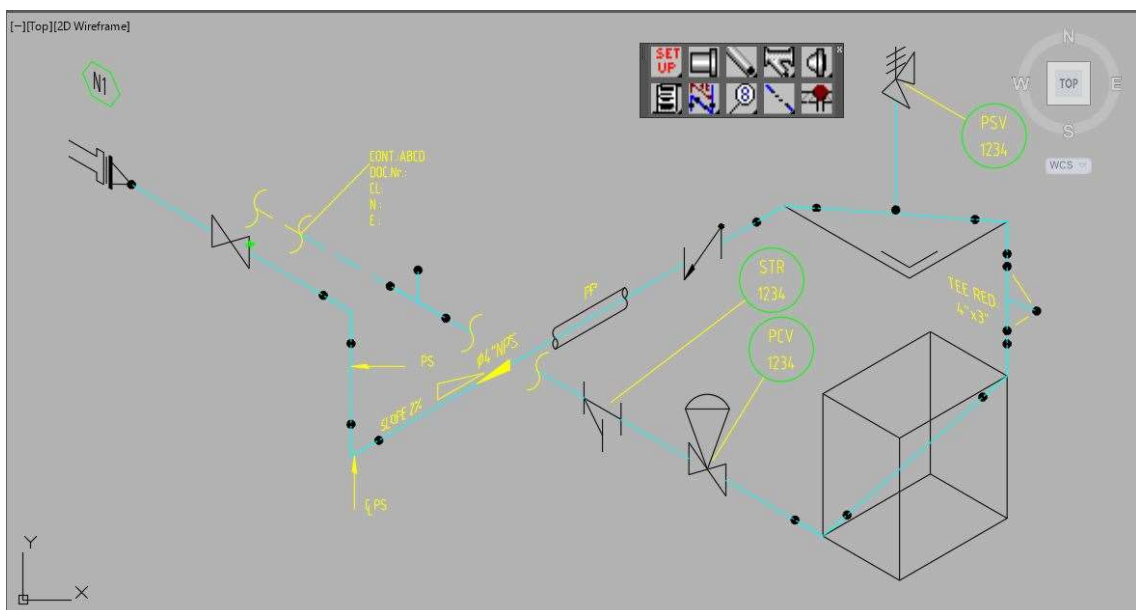 [−][Top][2D Wireframe]
N1
SET
UP
N
W
TOP
E
S
WCS
PSV
1234
CONT. ABCD
DOC.Nr.:
CL:
N :
E :
STR
1234
PCV
1234
FP
TEE RED.
4"x3"
PS
ø4"NPS
SLOPE 2%
℄ PS
Y
X